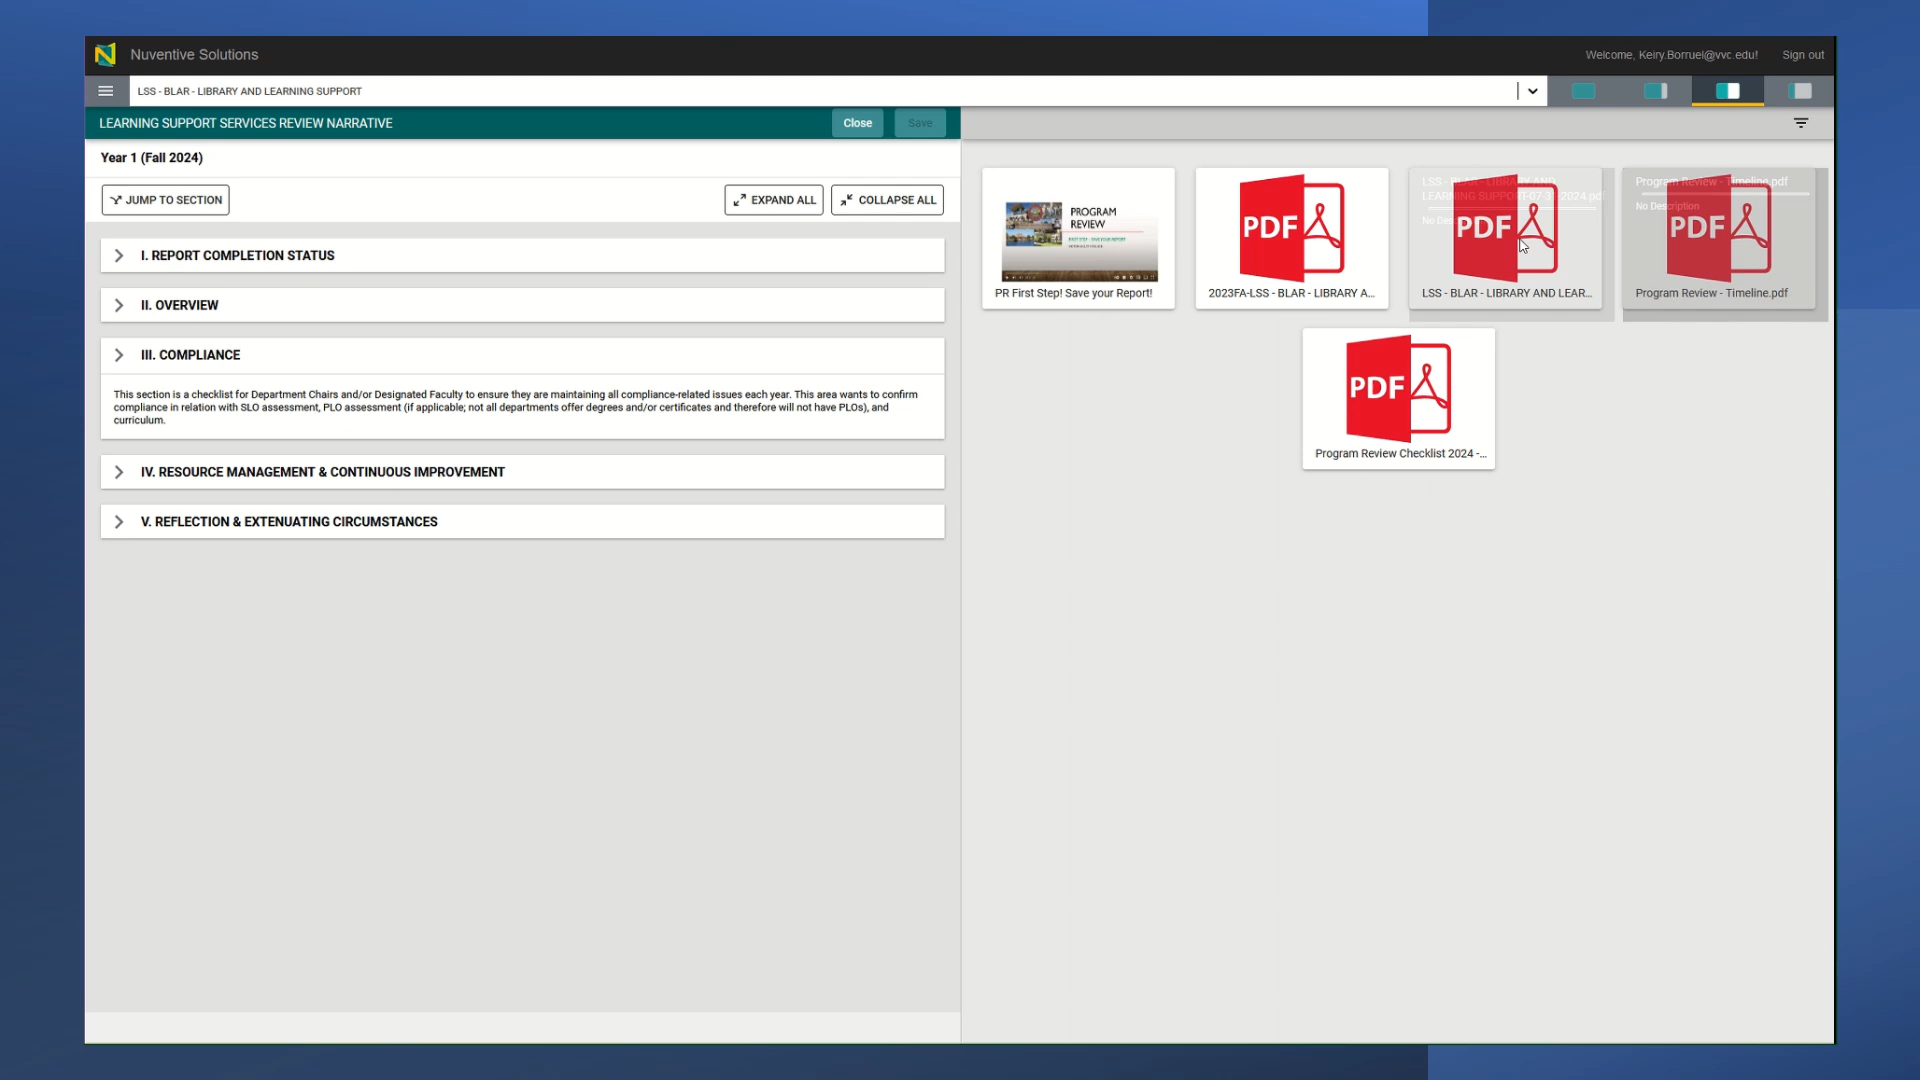 Nuventive Solutions
Welcome, Keiry.Borruel@vvc.edu!
Sign out
LSS - BLAR - LIBRARY AND LEARNING SUPPORT
LEARNING SUPPORT SERVICES REVIEW NARRATIVE
Close
Save
Year 1 (Fall 2024)
JUMP TO SECTION
EXPAND ALL
COLLAPSE ALL
I. REPORT COMPLETION STATUS
II. OVERVIEW
III. COMPLIANCE
This section is a checklist for Department Chairs and/or Designated Faculty to ensure they are maintaining all compliance-related issues each year. This area wants to confirm
compliance in relation with SLO assessment, PLO assessment (if applicable; not all departments offer degrees and/or certificates and therefore will not have PLOs), and
curriculum.
IV. RESOURCE MANAGEMENT & CONTINUOUS IMPROVEMENT
V. REFLECTION & EXTENUATING CIRCUMSTANCES
PROGRAM
REVIEW
PR First Step! Save your Report!
PDF
2023FA-LSS - BLAR - LIBRARY A...
LSS - BLAR - LIBRARY AND
LEARNING SUPPORT
PDF
LSS - BLAR - LIBRARY AND LEAR...
Program Review - Timeline.pdf
No Description
PDF
Program Review - Timeline.pdf
PDF
Program Review Checklist 2024 -...